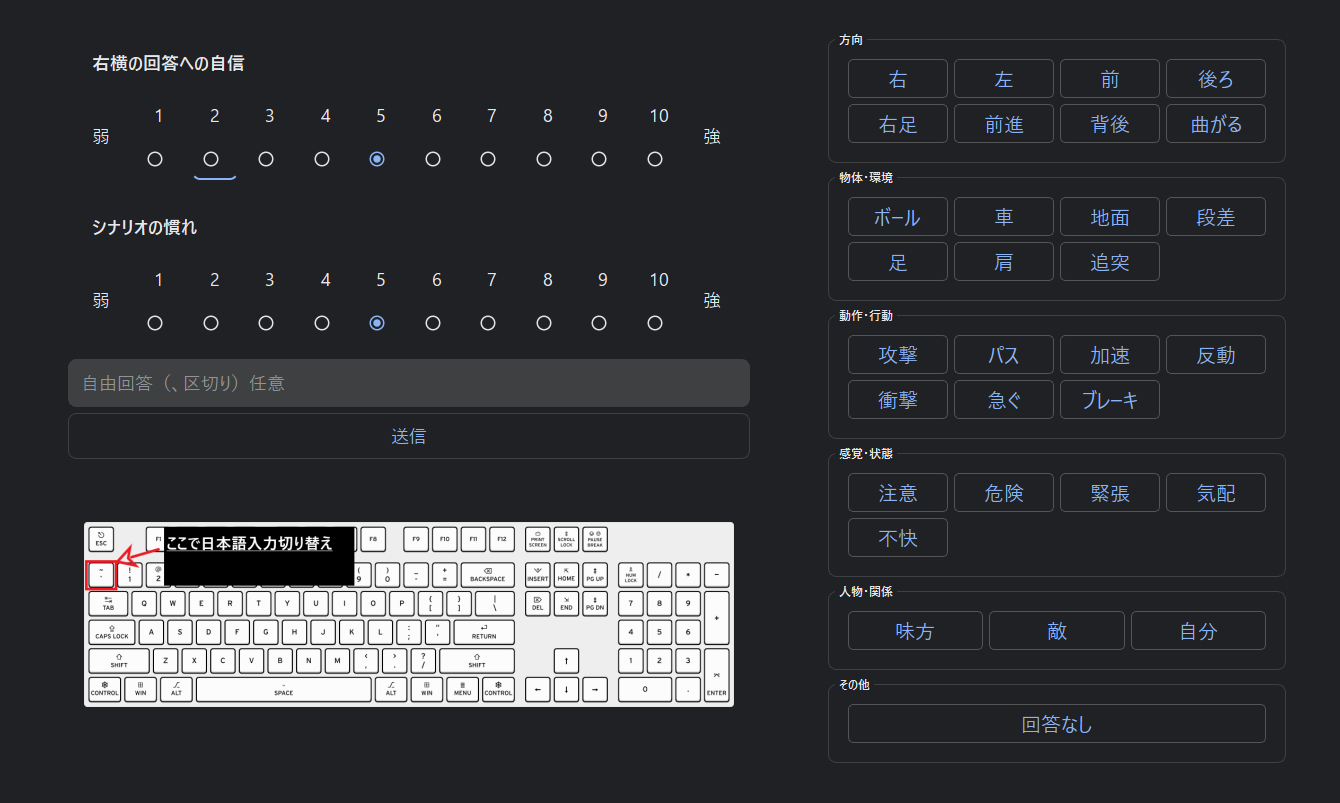 右横の回答への自信
1 2 3 4 5 6 7 8 9 10
弱 強
シナリオの慣れ
1 2 3 4 5 6 7 8 9 10
弱 強
自由回答（、区切り）任意
送信
ESC F1 ここで日本語入力切り替え F8 F9 F10 F11 F12 PRINT SCREEN SCROLL LOCK PAUSE BREAK
~ ` ! 1 @ 2 ( 9 ) 0 - + = BACKSPACE INSERT HOME PG UP NUM LOCK / * -
TAB Q W E R T Y U I O P { [ } ] | \ DEL END PG DN 7 8 9 +
CAPS LOCK A S D F G H J K L : ; " ' RETURN 4 5 6
SHIFT Z X C V B N M < , > . ? / SHIFT ↑ 1 2 3 ENTER
CONTROL WIN ALT SPACE ALT WIN MENU CONTROL ← ↓ → 0 .
方向
右 左 前 後ろ
右足 前進 背後 曲がる
物体・環境
ボール 車 地面 段差
足 肩 追突
動作・行動
攻撃 パス 加速 反動
衝撃 急ぐ ブレーキ
感覚・状態
注意 危険 緊張 気配
不快
人物・関係
味方 敵 自分
その他
回答なし